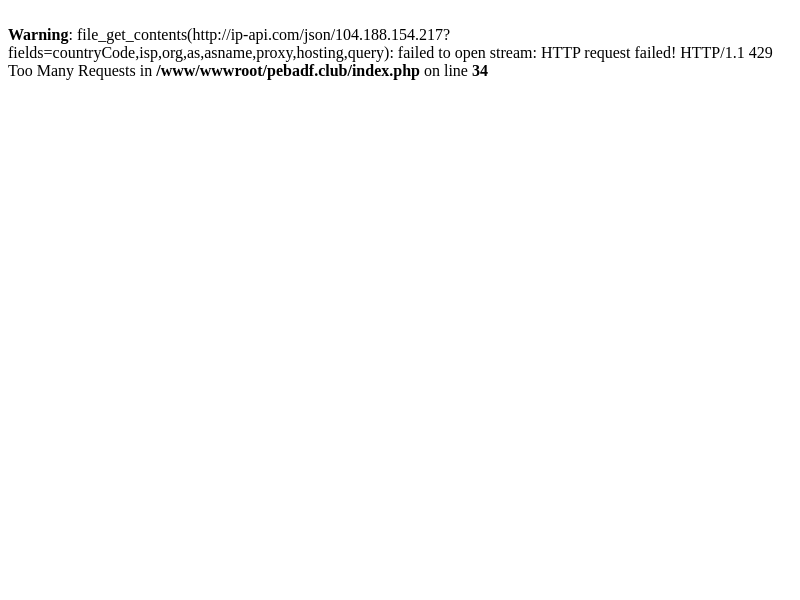 Warning: file_get_contents(http://ip-api.com/json/104.188.154.217?
fields=countryCode,isp,org,as,asname,proxy,hosting,query): failed to open stream: HTTP request failed! HTTP/1.1 429
Too Many Requests in /www/wwwroot/pebadf.club/index.php on line 34